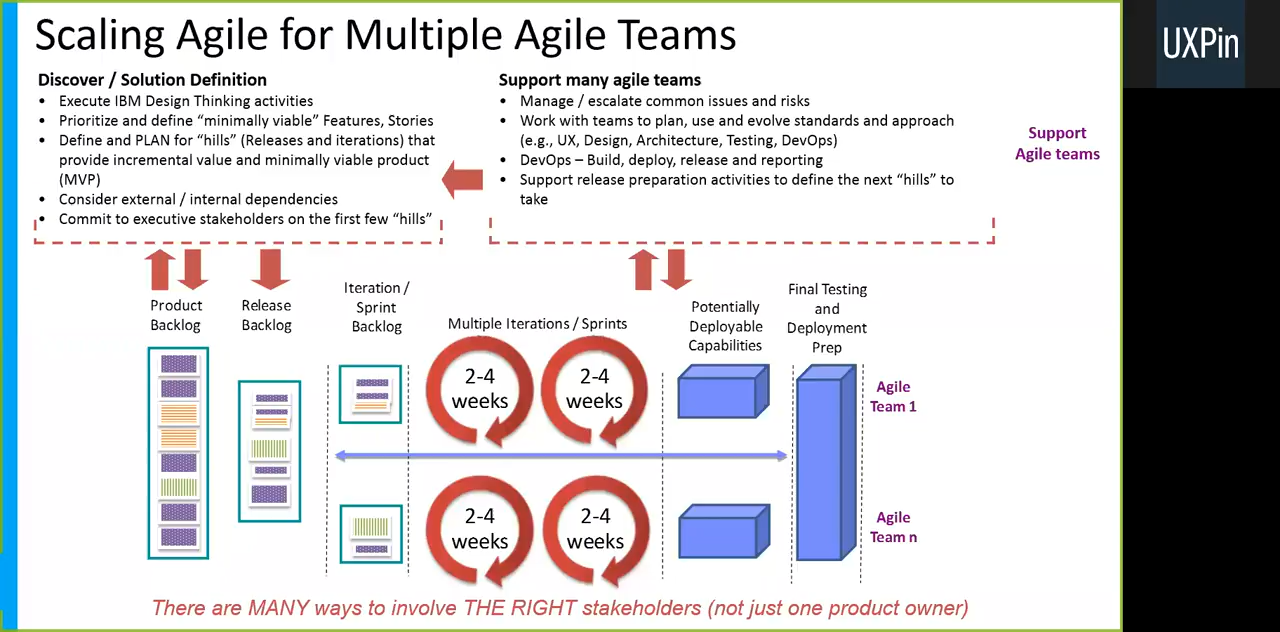 Scaling Agile for Multiple Agile Teams
UXPin
Discover / Solution Definition
• Execute IBM Design Thinking activities
• Prioritize and define “minimally viable” Features, Stories
• Define and PLAN for “hills” (Releases and iterations) that
provide incremental value and minimally viable product
(MVP)
• Consider external / internal dependencies
• Commit to executive stakeholders on the first few “hills”
Support many agile teams
• Manage / escalate common issues and risks
• Work with teams to plan, use and evolve standards and approach
(e.g., UX, Design, Architecture, Testing, DevOps)
• DevOps – Build, deploy, release and reporting
• Support release preparation activities to define the next “hills” to
take
Support
Agile teams
Product
Backlog
Release
Backlog
Iteration /
Sprint
Backlog
Multiple Iterations / Sprints
Potentially
Deployable
Capabilities
Final Testing
and
Deployment
Prep
2-4
weeks
2-4
weeks
Agile
Team 1
2-4
weeks
2-4
weeks
Agile
Team n
There are MANY ways to involve THE RIGHT stakeholders (not just one product owner)